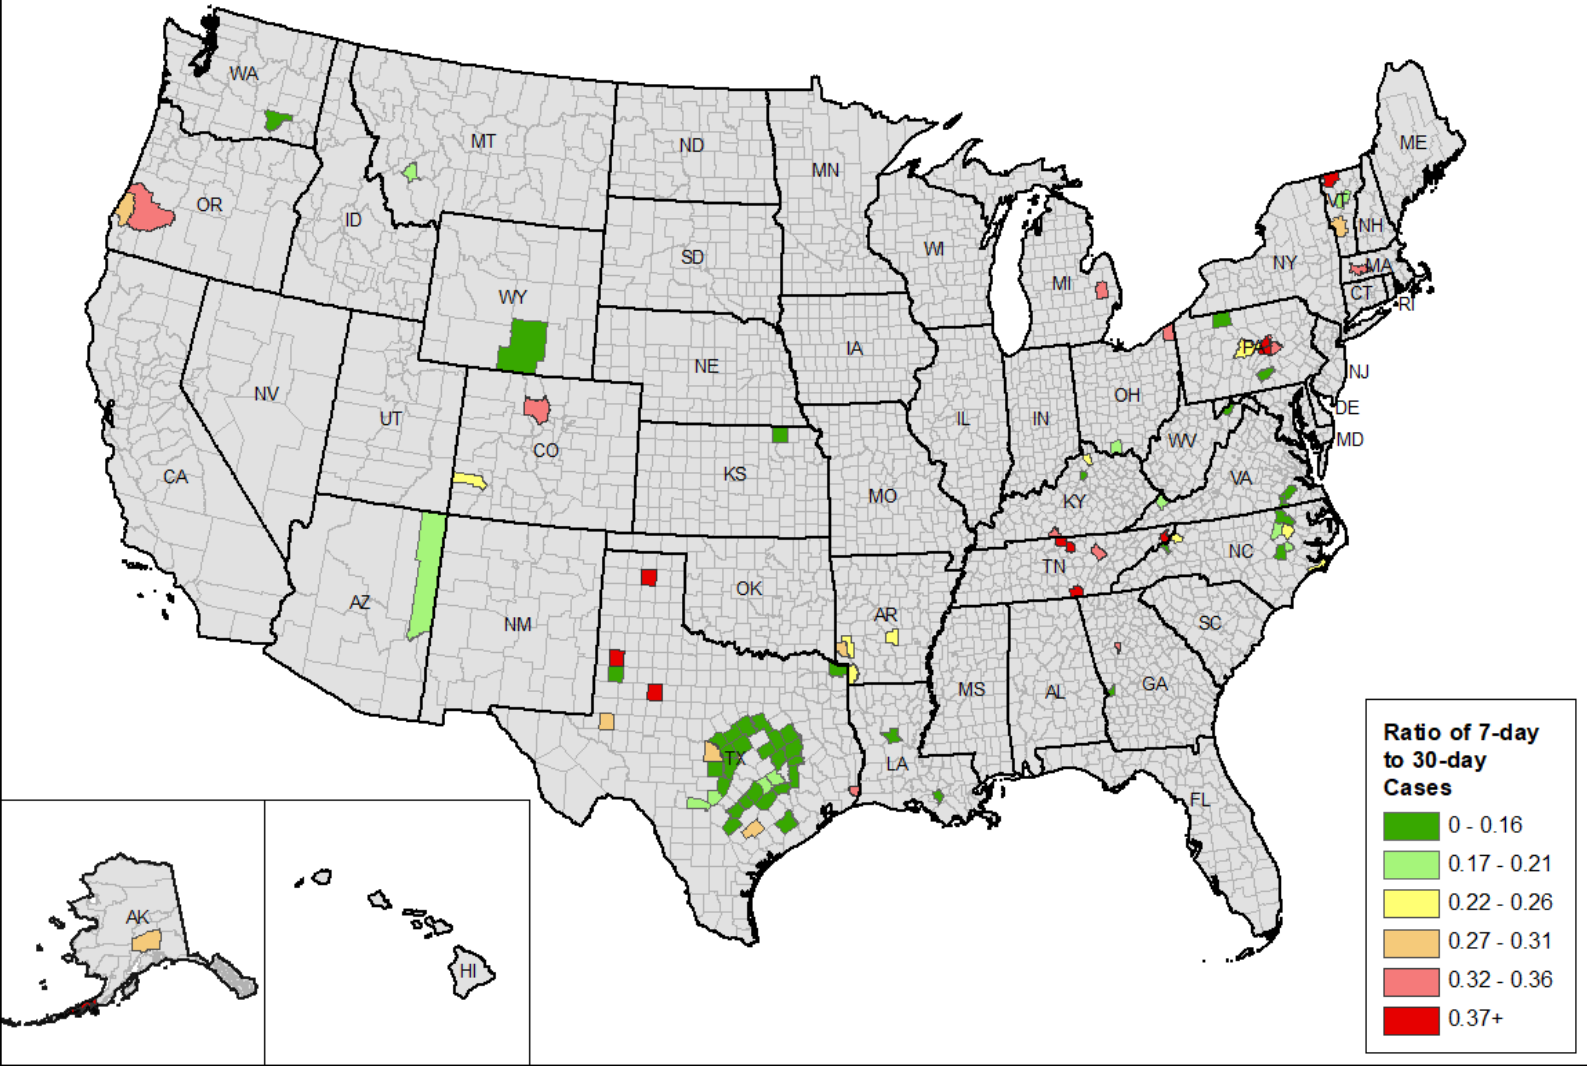 WA
MT
ND
MN
ME
OR
ID
SD
WI
MI
VT
NH
NY
MA
CT
RI
WY
NE
IA
PA
NJ
NV
UT
CO
IL
IN
OH
DE
MD
CA
KS
MO
WV
VA
KY
AZ
NM
OK
AR
TN
NC
SC
MS
AL
GA
TX
LA
FL
AK
HI
Ratio of 7-day
to 30-day
Cases
0 - 0.16
0.17 - 0.21
0.22 - 0.26
0.27 - 0.31
0.32 - 0.36
0.37+